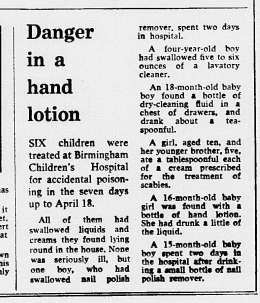 Danger
in a
hand
lotion
SIX children were
treated at Birmingham
Children's Hospital
for accidental poison-
ing in the seven days
up to April 18.
All of them had
swallowed liquids and
creams they found lying
round in the house. None
was seriously ill, but
one boy, who had
swallowed nail polish
remover, spent two days
in hospital.
A four-year-old boy
had swallowed five to six
ounces of a lavatory
cleaner.
An 18-month-old baby
boy found a bottle of
dry-cleaning fluid in a
chest of drawers, and
drank about a tea-
spoonful.
A girl, aged ten, and
her younger brother, five,
ate a tablespoonful each
of a cream prescribed
for the treatment of
scabies.
A 16-month-old baby
girl was found with a
bottle of hand lotion.
She had drunk a little of
the liquid.
A 15-month-old baby
boy spent two days in
the hospital after drink-
ing a small bottle of nail
polish remover.